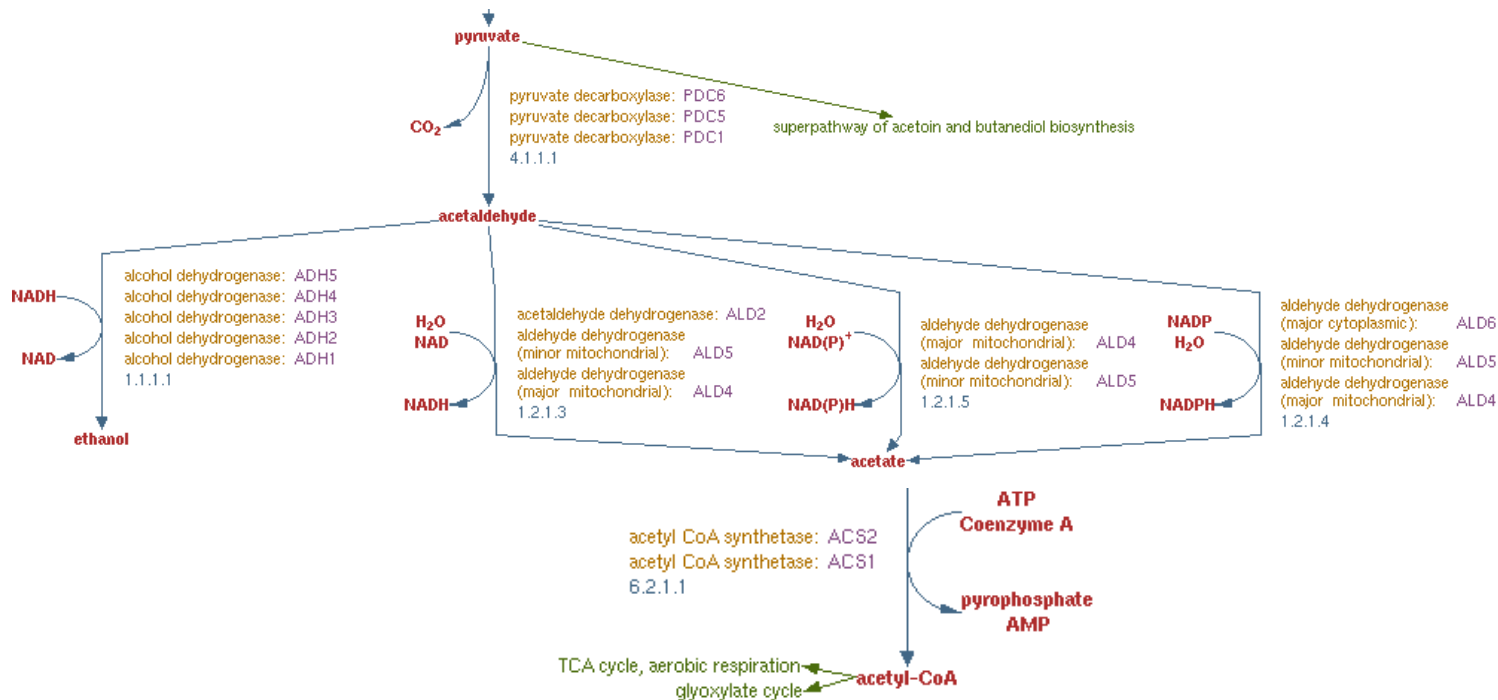 pyruvate
pyruvate decarboxylase: PDC6
pyruvate decarboxylase: PDC5
pyruvate decarboxylase: PDC1
4.1.1.1
CO2
superpathway of acetoin and butanediol biosynthesis
acetaldehyde
NADH
NAD
alcohol dehydrogenase: ADH5
alcohol dehydrogenase: ADH4
alcohol dehydrogenase: ADH3
alcohol dehydrogenase: ADH2
alcohol dehydrogenase: ADH1
1.1.1.1
ethanol
H2O
NAD
NADH
acetaldehyde dehydrogenase: ALD2
aldehyde dehydrogenase
(minor mitochondrial): ALD5
aldehyde dehydrogenase
(major mitochondrial): ALD4
1.2.1.3
H2O
NAD(P)+
NAD(P)H
aldehyde dehydrogenase
(major mitochondrial): ALD4
aldehyde dehydrogenase
(minor mitochondrial): ALD5
1.2.1.5
NADP
H2O
NADPH
aldehyde dehydrogenase
(major cytoplasmic): ALD6
aldehyde dehydrogenase
(minor mitochondrial): ALD5
aldehyde dehydrogenase
(major mitochondrial): ALD4
1.2.1.4
acetate
acetyl CoA synthetase: ACS2
acetyl CoA synthetase: ACS1
6.2.1.1
ATP
Coenzyme A
pyrophosphate
AMP
TCA cycle, aerobic respiration
glyoxylate cycle
acetyl-CoA